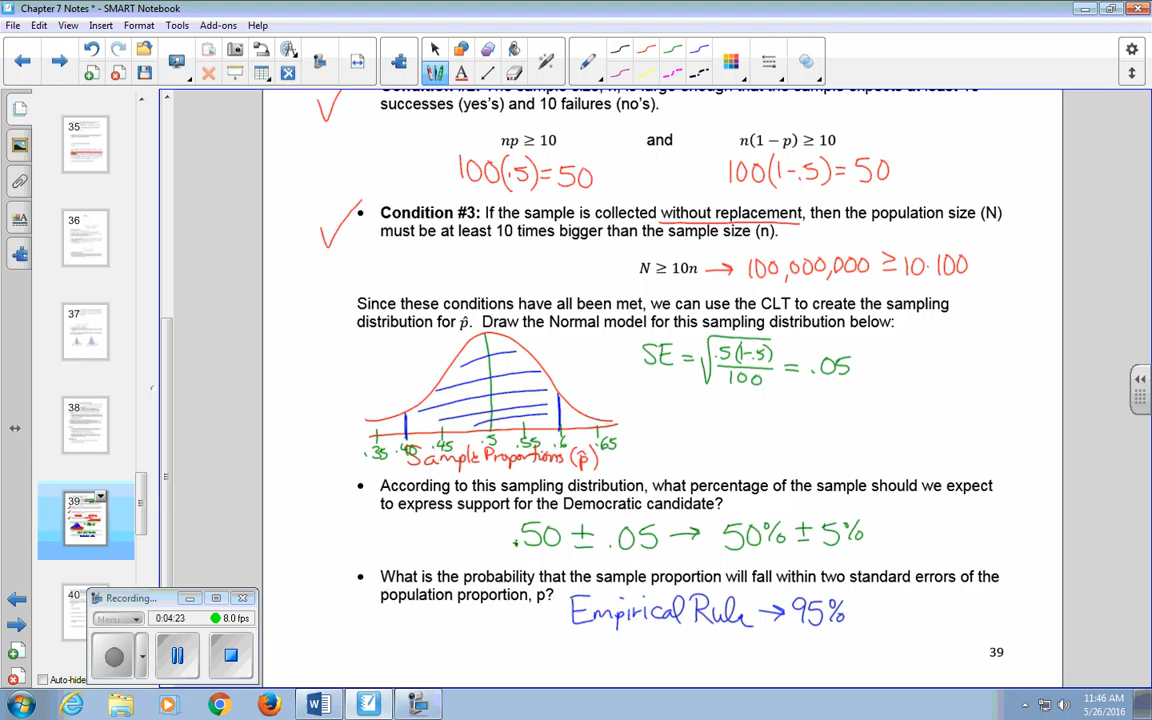 Chapter 7 Notes * - SMART Notebook
File Edit View Insert Format Tools Add-ons Help
successes (yes's) and 10 failures (no's).
np ≥ 10 and n(1 − p) ≥ 10
100(.5)=50 100(1-.5)=50
• Condition #3: If the sample is collected without replacement, then the population size (N)
must be at least 10 times bigger than the sample size (n).
N ≥ 10n → 100,000,000 ≥ 10·100
Since these conditions have all been met, we can use the CLT to create the sampling
distribution for p̂. Draw the Normal model for this sampling distribution below:
SE = √.5(1-.5)/100 = .05
.35 .40 .45 .5 .55 .6 .65
Sample Proportions (p̂)
• According to this sampling distribution, what percentage of the sample should we expect
to express support for the Democratic candidate?
.50 ± .05 → 50% ± 5%
• What is the probability that the sample proportion will fall within two standard errors of the
population proportion, p?
Empirical Rule → 95%
39
35
36
37
38
39
40
Recording...
Menu 0:04:23 8.0 fps
Auto-hide
11:46 AM
5/26/2016